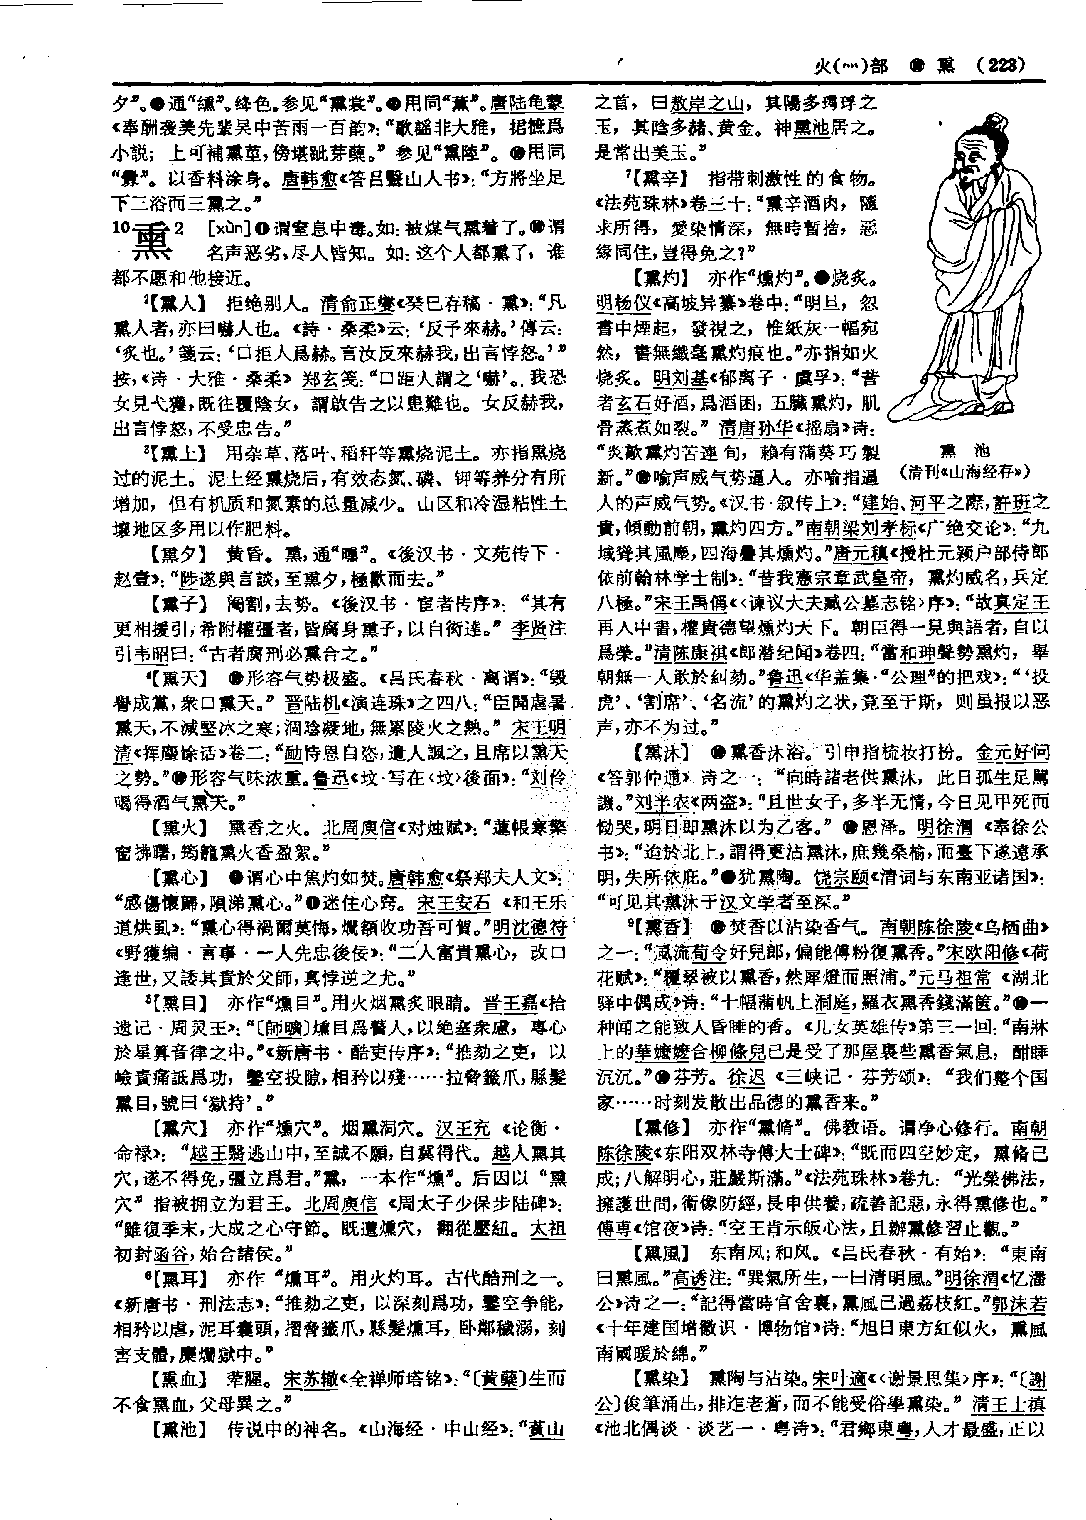 火(灬)部 ⑩ 熏 (223)
夕”。❽通“纁”。绛色。参见“熏裳”。❾用同“薰”。唐陆龟蒙
《奉酬袭美先辈吴中苦雨一百韵》：“歌謡非大雅，捃摭爲
小説；上可補熏莖，傍堪跐芽蘖。”参见“熏陸”。❿用同
“釁”。以香料涂身。唐韩愈《答吕毉山人书》：“方將坐足
下三浴而三熏之。”
10熏2 [xùn]❶谓窒息中毒。如：被煤气熏着了。❷谓
名声恶劣，尽人皆知。如：这个人都熏了，谁
都不愿和他接近。
2【熏人】 拒绝别人。清俞正燮《癸巳存稿·熏》：“凡
熏人者，亦曰嚇人也。《詩·桑柔》云：‘反予來赫。’傳云：
‘炙也。’箋云：‘口拒人爲赫。言汝反來赫我，出言悖怒。’”
按，《诗·大雅·桑柔》郑玄笺：“口距人謂之‘嚇’。我恐
女見弋獲，既往覆陰女，謂啟告之以患難也。女反赫我，
出言悖怒，不受忠告。”
3【熏土】 用杂草、落叶、稻秆等熏烧泥土。亦指熏烧
过的泥土。泥土经熏烧后，有效态氮、磷、钾等养分有所
增加，但有机质和氮素的总量减少。山区和冷湿粘性土
壤地区多用以作肥料。
【熏夕】 黄昏。熏，通“曛”。《後汉书·文苑传下·
赵壹》：“陟遂與言談，至熏夕，極歡而去。”
【熏子】 阉割，去势。《後汉书·宦者传序》：“其有
更相援引，希附權彊者，皆腐身熏子，以自衒達。”李贤注
引韦昭曰：“古者腐刑必熏合之。”
4【熏天】 ❶形容气势极盛。《吕氏春秋·离谓》：“毁
譽成黨，衆口熏天。”晋陆机《演连珠》之四八：“臣聞虐暑
熏天，不減堅冰之寒；涸陰凝地，無累陵火之熱。”宋王明
清《挥麈馀话》卷二：“勔恃恩自恣，遣人諷之，且席以熏天
之勢。”❷形容气味浓重。鲁迅《坟·写在〈坟〉後面》：“刘伶
喝得酒气熏天。”
【熏火】 熏香之火。北周庾信《对烛赋》：“蓮帳寒檠
窗拂曙，筠籠熏火香盈絮。”
【熏心】 ❶谓心中焦灼如焚。唐韩愈《祭郑夫人文》：
“感傷懷歸，隕涕熏心。”❷迷住心窍。宋王安石《和王乐
道烘虱》：“熏心得禍爾莫悔，爛額收功吾可賀。”明沈德符
《野獲编·言事·一人先忠後佞》：“二人富貴熏心，改口
逢世，又諉其責於父師，真悖逆之尤。”
5【熏目】 亦作“燻目”。用火烟熏炙眼睛。晋王嘉《拾
遗记·周灵王》：“〔師曠〕燻目爲瞽人，以絶塞衆慮，專心
於星算音律之中。”《新唐书·酷吏传序》：“推劾之吏，以
嶮責痛詆爲功，鑿空投隙，相矜以殘……拉脅籤爪，縣髮
熏目，號曰‘獄持’。”
【熏穴】 亦作“燻穴”。烟熏洞穴。汉王充《论衡·
命禄》：“越王翳逃山中，至誠不願，自冀得代。越人熏其
穴，遂不得免，彊立爲君。”熏，一本作“燻”。后因以“熏
穴”指被拥立为君王。北周庾信《周太子少保步陆碑》：
“雖復季末，大成之心守節。既遭燻穴，翻從壓紐。太祖
初封函谷，始合諸侯。”
6【熏耳】 亦作“燻耳”。用火灼耳。古代酷刑之一。
《新唐书·刑法志》：“推劾之吏，以深刻爲功，鑿空争能，
相矜以虐，泥耳囊頭，摺脅籤爪，縣髮燻耳，卧鄰穢溺，刻
害支體，糜爛獄中。”
【熏血】 荤腥。宋苏辙《全禅师塔铭》：“〔黄蘖〕生而
不食熏血，父母異之。”
【熏池】 传说中的神名。《山海经·中山经》：“萯山
之首，曰敖岸之山，其陽多㻬琈之
玉，其陰多赭、黄金。神熏池居之。
是常出美玉。”
7【熏辛】 指带刺激性的食物。
《法苑珠林》卷三十：“熏辛酒肉，隨
求所得，愛染情深，無時暫捨，惡
緣同住，豈得免之？”
【熏灼】 亦作“燻灼”。❶烧炙。
明杨仪《高坡异纂》卷中：“明旦，忽
書中煙起，發視之，惟紙灰一幅宛
然，書無纖毫熏灼痕也。”亦指如火
烧炙。明刘基《郁离子·虞孚》：“昔
者玄石好酒，爲酒困，五臟熏灼，肌
骨蒸煮如裂。”清唐孙华《摇扇》诗：
“炎歊熏灼苦連旬，賴有蒲葵巧製
新。”❷喻声威气势逼人。亦喻指逼
熏 池
（清刊《山海经存》）
人的声威气势。《汉书·叙传上》：“建始、河平之際，許班之
貴，傾動前朝，熏灼四方。”南朝梁刘孝标《广绝交论》：“九
域聳其風塵，四海疊其燻灼。”唐元稹《授杜元颖户部侍郎
依前翰林学士制》：“昔我憲宗章武皇帝，熏灼威名，兵定
八極。”宋王禹偁《〈谏议大夫臧公墓志铭〉序》：“故真定王
再入中書，權貴德望燻灼天下。朝臣得一見與語者，自以
爲榮。”清陈康祺《郎潜纪闻》卷四：“當和珅聲勢熏灼，舉
朝無一人敢於糾劾。”鲁迅《华盖集·“公理”的把戏》：“‘投
虎’、‘割席’、‘名流’的熏灼之状，竟至于斯，则虽报以恶
声，亦不为过。”
【熏沐】 ❶熏香沐浴。引申指梳妆打扮。金元好问
《答郭仲通》诗之一：“向時諸老供熏沐，此日孤生足罵
譏。”刘半农《两盗》：“且世女子，多半无情，今日见甲死而
恸哭，明日即熏沐以为乙客。”❷恩泽。明徐渭《奉徐公
书》：“迨於北上，謂得更沾熏沐，庶幾桑榆，而臺下遂遠承
明，失所依庇。”❸犹熏陶。饶宗颐《清词与东南亚诸国》：
“可见其熏沐于汉文学者至深。”
9【熏香】 ❶焚香以沾染香气。南朝陈徐陵《乌栖曲》
之一：“風流荀令好兒郎，偏能傅粉復熏香。”宋欧阳修《荷
花赋》：“覆翠被以熏香，然犀燈而照浦。”元马祖常《湖北
驿中偶成》诗：“十幅蒲帆上洞庭，羅衣熏香錢滿篋。”❷一
种闻之能致人昏睡的香。《儿女英雄传》第三一回：“南牀
上的華嬤嬤合柳條兒已是受了那屋裏些熏香氣息，酣睡
沉沉。”❸芬芳。徐迟《三峡记·芬芳颂》：“我们整个国
家……时刻发散出品德的熏香来。”
【熏修】 亦作“熏脩”。佛教语。谓净心修行。南朝
陈徐陵《东阳双林寺傅大士碑》：“既而四空妙定，熏脩已
成；八解明心，莊嚴斯滿。”《法苑珠林》卷九：“光榮佛法，
擁護世間，衛像防經，長申供養，疏善記惡，永得熏修也。”
傅尃《馆夜》诗：“空王肯示皈心法，且辦熏修習止觀。”
【熏風】 东南风；和风。《吕氏春秋·有始》：“東南
曰熏風。”高诱注：“巽氣所生，一曰清明風。”明徐渭《忆潘
公》诗之一：“記得當時官舍裏，熏風已過荔枝紅。”郭沫若
《十年建国增徽识·博物馆》诗：“旭日東方紅似火，熏風
南國暖於綿。”
【熏染】 熏陶与沾染。宋叶適《〈谢景思集〉序》：“〔謝
公〕俊筆涌出，排迮老蒼，而不能受俗學熏染。”清王士禛
《池北偶谈·谈艺一·粤诗》：“君鄉東粵，人才最盛，正以